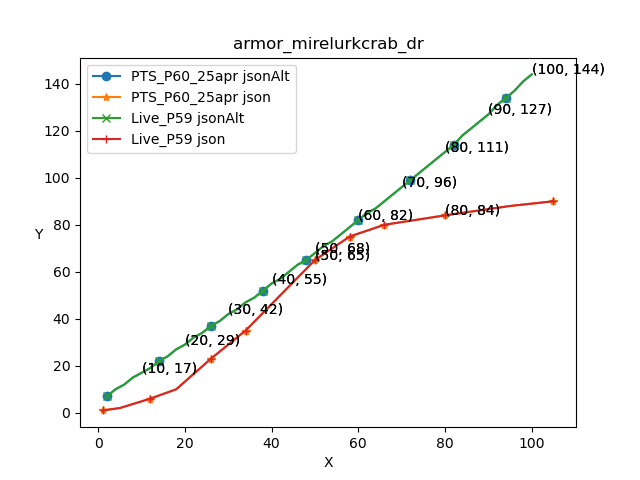 armor_mirelurkcrab_dr
PTS_P60_25apr jsonAlt
PTS_P60_25apr json
Live_P59 jsonAlt
Live_P59 json
(100, 144)
(90, 127)
(80, 111)
(70, 96)
(60, 82)
(80, 84)
(50, 68)
(50, 65)
(40, 55)
(30, 42)
(20, 29)
(10, 17)
Y
140
120
100
80
60
40
20
0
0 20 40 60 80 100
X